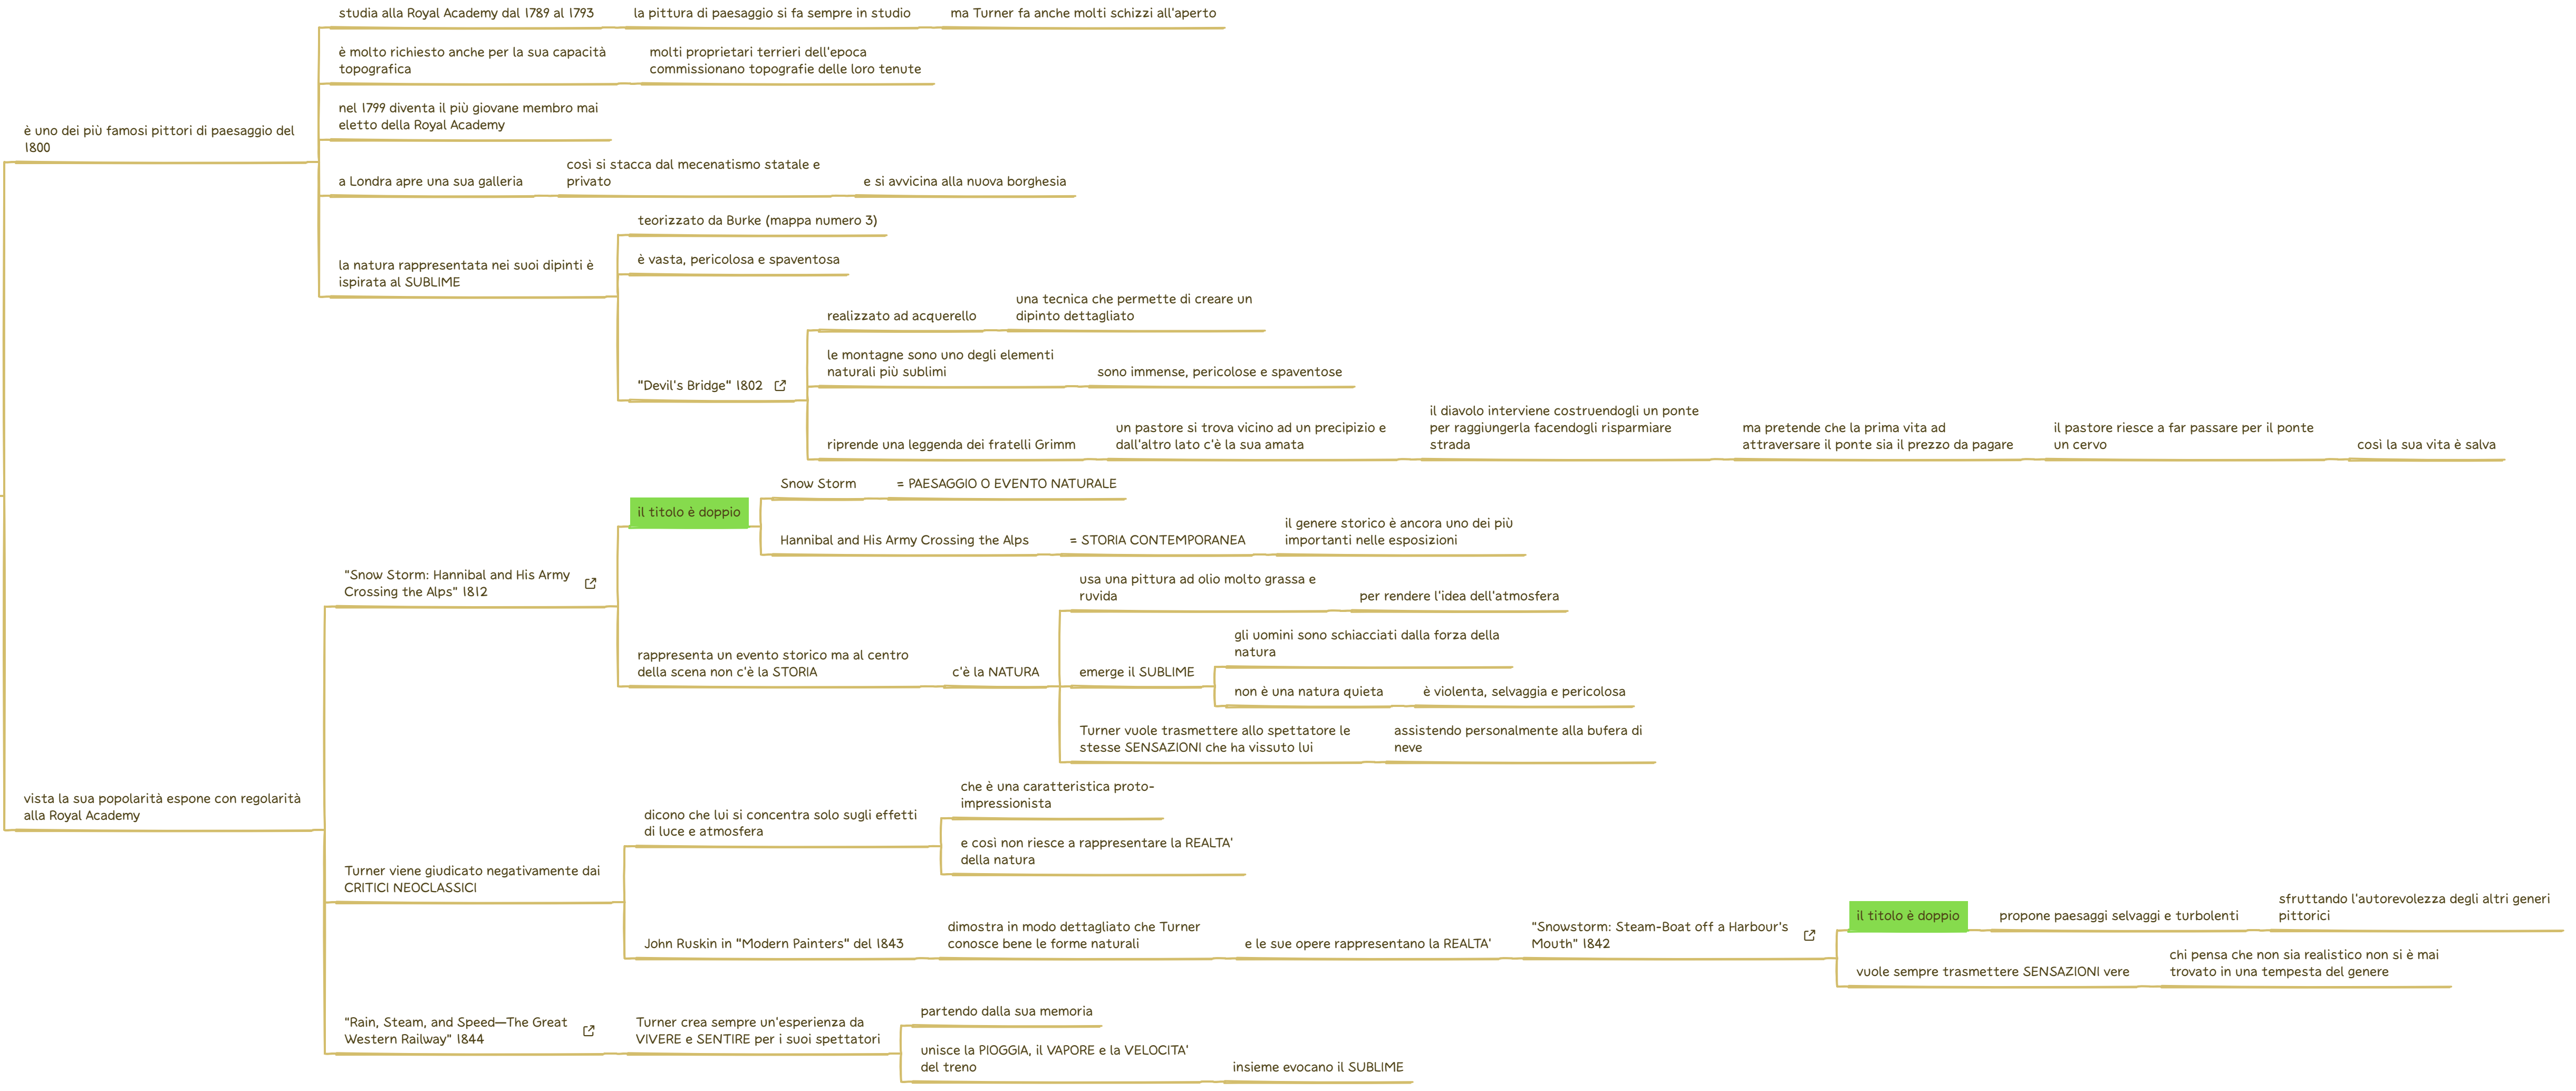 studia alla Royal Academy dal 1789 al 1793
la pittura di paesaggio si fa sempre in studio
ma Turner fa anche molti schizzi all'aperto
è molto richiesto anche per la sua capacità
topografica
molti proprietari terrieri dell'epoca
commissionano topografie delle loro tenute
nel 1799 diventa il più giovane membro mai
eletto della Royal Academy
è uno dei più famosi pittori di paesaggio del
1800
a Londra apre una sua galleria
così si stacca dal mecenatismo statale e
privato
e si avvicina alla nuova borghesia
la natura rappresentata nei suoi dipinti è
ispirata al SUBLIME
teorizzato da Burke (mappa numero 3)
è vasta, pericolosa e spaventosa
"Devil's Bridge" 1802
realizzato ad acquerello
una tecnica che permette di creare un
dipinto dettagliato
le montagne sono uno degli elementi
naturali più sublimi
sono immense, pericolose e spaventose
riprende una leggenda dei fratelli Grimm
un pastore si trova vicino ad un precipizio e
dall'altro lato c'è la sua amata
il diavolo interviene costruendogli un ponte
per raggiungerla facendogli risparmiare
strada
ma pretende che la prima vita ad
attraversare il ponte sia il prezzo da pagare
il pastore riesce a far passare per il ponte
un cervo
così la sua vita è salva
vista la sua popolarità espone con regolarità
alla Royal Academy
"Snow Storm: Hannibal and His Army
Crossing the Alps" 1812
il titolo è doppio
Snow Storm
= PAESAGGIO O EVENTO NATURALE
Hannibal and His Army Crossing the Alps
= STORIA CONTEMPORANEA
il genere storico è ancora uno dei più
importanti nelle esposizioni
rappresenta un evento storico ma al centro
della scena non c'è la STORIA
c'è la NATURA
usa una pittura ad olio molto grassa e
ruvida
per rendere l'idea dell'atmosfera
emerge il SUBLIME
gli uomini sono schiacciati dalla forza della
natura
non è una natura quieta
è violenta, selvaggia e pericolosa
Turner vuole trasmettere allo spettatore le
stesse SENSAZIONI che ha vissuto lui
assistendo personalmente alla bufera di
neve
Turner viene giudicato negativamente dai
CRITICI NEOCLASSICI
dicono che lui si concentra solo sugli effetti
di luce e atmosfera
che è una caratteristica proto-
impressionista
e così non riesce a rappresentare la REALTA'
della natura
John Ruskin in "Modern Painters" del 1843
dimostra in modo dettagliato che Turner
conosce bene le forme naturali
e le sue opere rappresentano la REALTA'
"Snowstorm: Steam-Boat off a Harbour's
Mouth" 1842
il titolo è doppio
propone paesaggi selvaggi e turbolenti
sfruttando l'autorevolezza degli altri generi
pittorici
vuole sempre trasmettere SENSAZIONI vere
chi pensa che non sia realistico non si è mai
trovato in una tempesta del genere
"Rain, Steam, and Speed—The Great
Western Railway" 1844
Turner crea sempre un'esperienza da
VIVERE e SENTIRE per i suoi spettatori
partendo dalla sua memoria
unisce la PIOGGIA, il VAPORE e la VELOCITA'
del treno
insieme evocano il SUBLIME